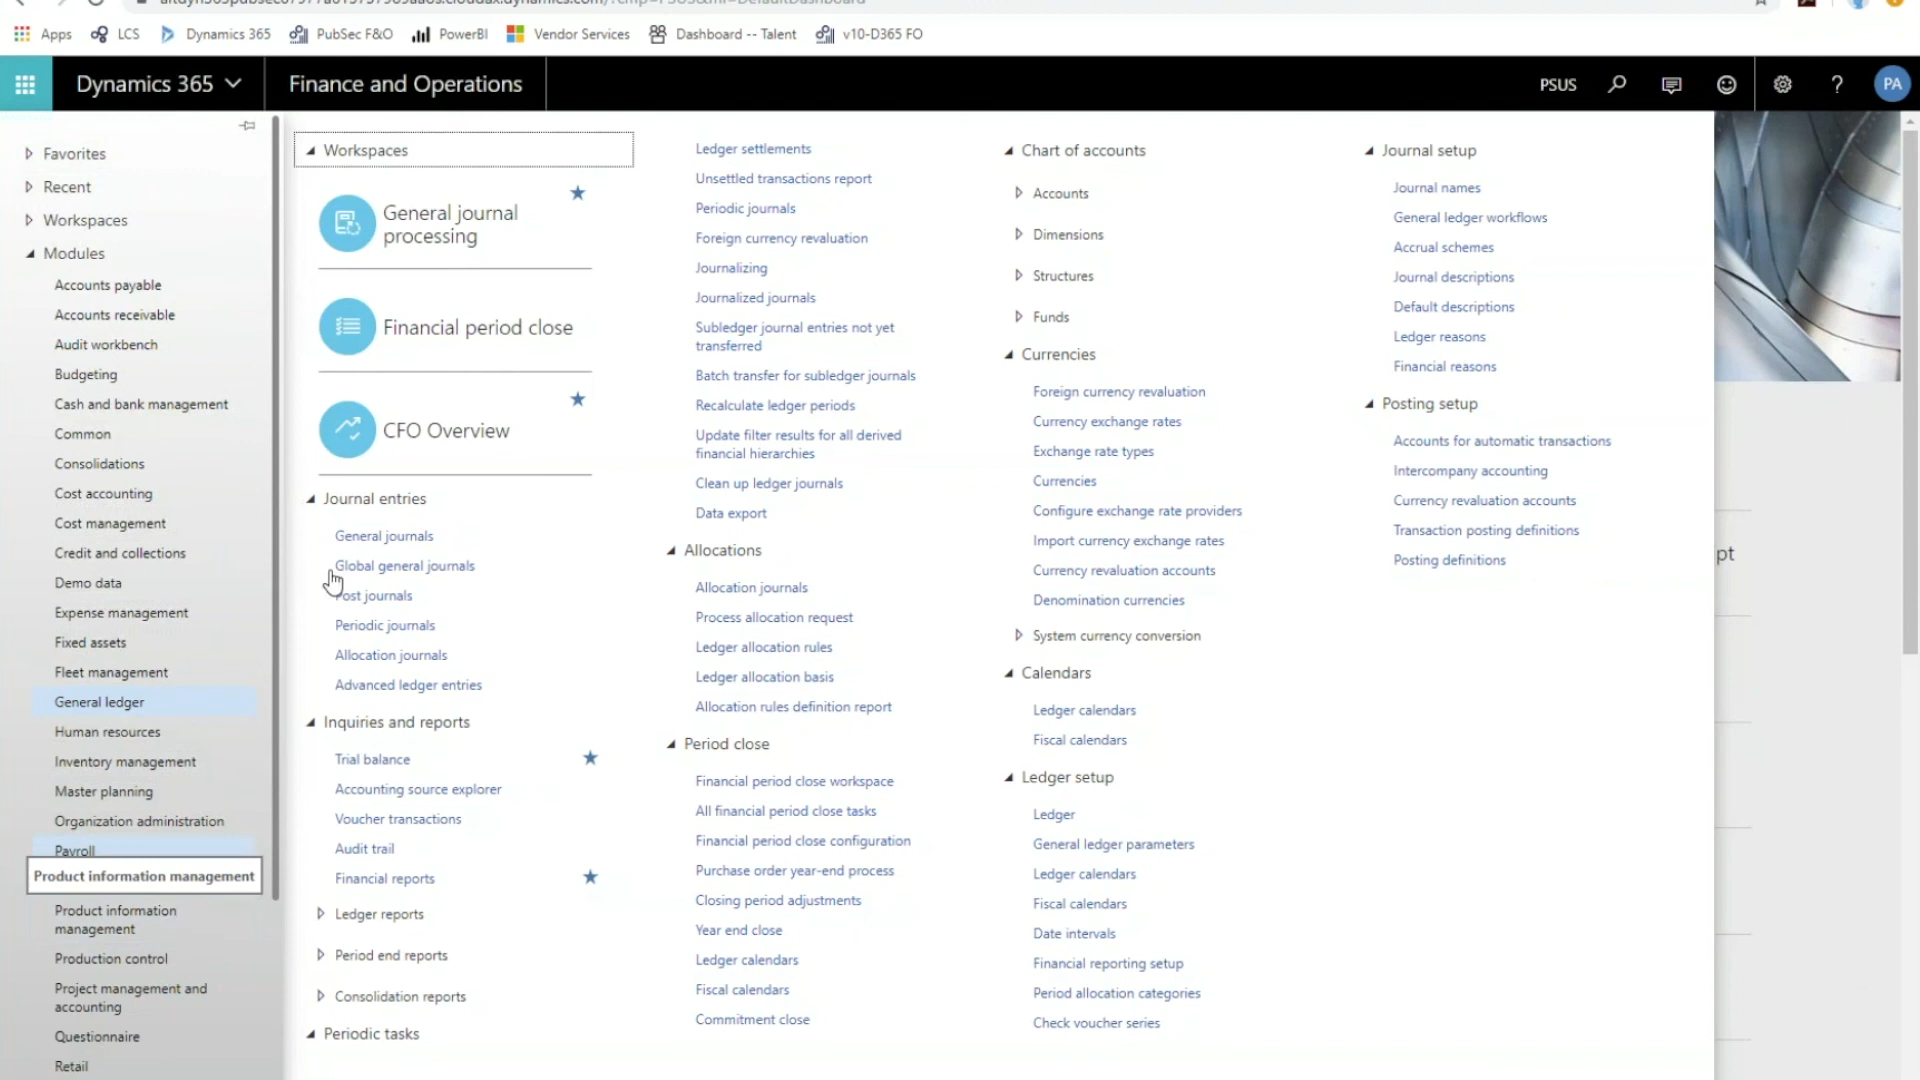 Apps
LCS
Dynamics 365
PubSec F&O
PowerBI
Vendor Services
Dashboard -- Talent
v10-D365 FO
Dynamics 365
Finance and Operations
PSUS
?
PA
Favorites
Recent
Workspaces
Modules
Accounts payable
Accounts receivable
Audit workbench
Budgeting
Cash and bank management
Common
Consolidations
Cost accounting
Cost management
Credit and collections
Demo data
Expense management
Fixed assets
Fleet management
General ledger
Human resources
Inventory management
Master planning
Organization administration
Payroll
Product information management
Product information
management
Production control
Project management and
accounting
Questionnaire
Retail
Workspaces
General journal
processing
Financial period close
CFO Overview
Journal entries
General journals
Global general journals
Post journals
Periodic journals
Allocation journals
Advanced ledger entries
Inquiries and reports
Trial balance
Accounting source explorer
Voucher transactions
Audit trail
Financial reports
Ledger reports
Period end reports
Consolidation reports
Periodic tasks
Ledger settlements
Unsettled transactions report
Periodic journals
Foreign currency revaluation
Journalizing
Journalized journals
Subledger journal entries not yet
transferred
Batch transfer for subledger journals
Recalculate ledger periods
Update filter results for all derived
financial hierarchies
Clean up ledger journals
Data export
Allocations
Allocation journals
Process allocation request
Ledger allocation rules
Ledger allocation basis
Allocation rules definition report
Period close
Financial period close workspace
All financial period close tasks
Financial period close configuration
Purchase order year-end process
Closing period adjustments
Year end close
Ledger calendars
Fiscal calendars
Commitment close
Chart of accounts
Accounts
Dimensions
Structures
Funds
Currencies
Foreign currency revaluation
Currency exchange rates
Exchange rate types
Currencies
Configure exchange rate providers
Import currency exchange rates
Currency revaluation accounts
Denomination currencies
System currency conversion
Calendars
Ledger calendars
Fiscal calendars
Ledger setup
Ledger
General ledger parameters
Ledger calendars
Fiscal calendars
Date intervals
Financial reporting setup
Period allocation categories
Check voucher series
Journal setup
Journal names
General ledger workflows
Accrual schemes
Journal descriptions
Default descriptions
Ledger reasons
Financial reasons
Posting setup
Accounts for automatic transactions
Intercompany accounting
Currency revaluation accounts
Transaction posting definitions
Posting definitions
pt